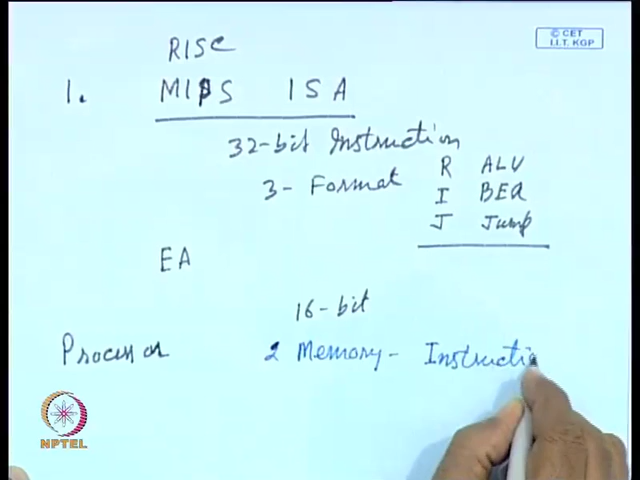 © CET
I.I.T. KGP
RISC
1. MIPS ISA
32-bit Instruction
3- Format
R ALU
I BEQ
J Jump
EA
16-bit
Processor 2 Memory- Instructio
NPTEL